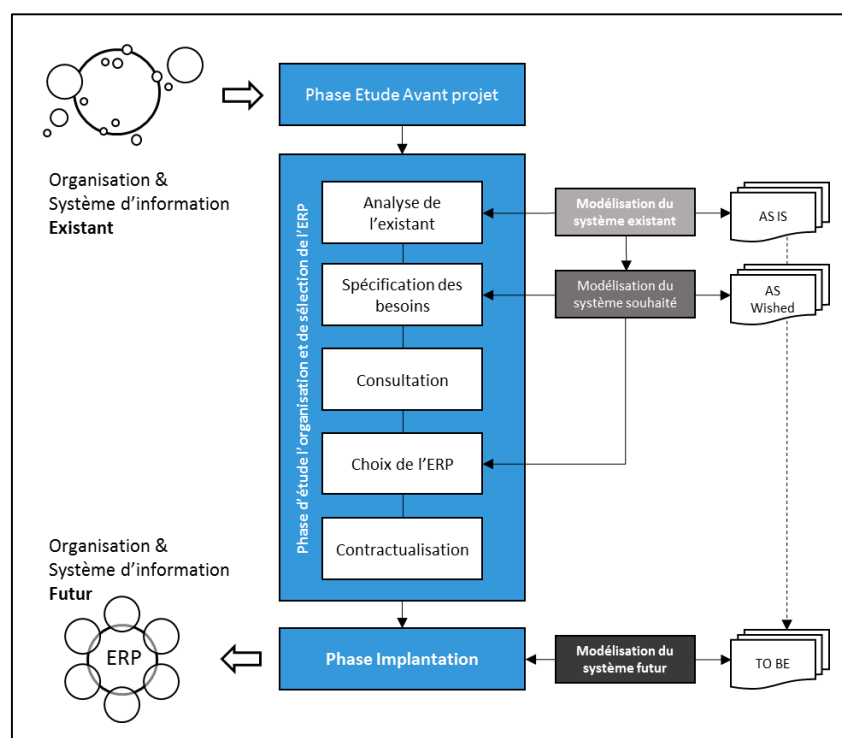 Phase Etude Avant projet
Organisation &
Système d'information
Existant
Phase d'étude l'organisation et de sélection de l'ERP
Analyse de
l'existant
Modélisation du
système existant
AS IS
Spécification des
besoins
Modélisation du
système souhaité
AS
Wished
Consultation
Choix de l'ERP
Contractualisation
Organisation &
Système d'information
Futur
ERP
Phase Implantation
Modélisation du
système futur
TO BE